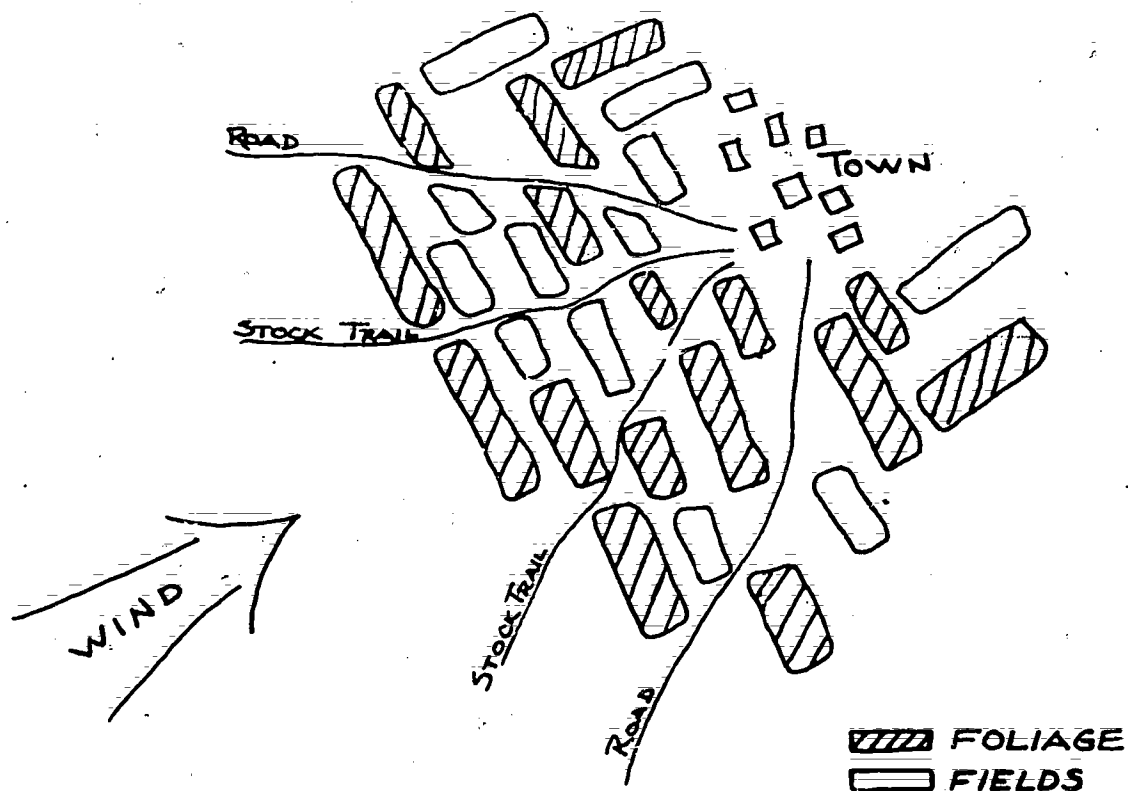 ROAD
TOWN
STOCK TRAIL
WIND
STOCK TRAIL
ROAD
FOLIAGE
FIELDS